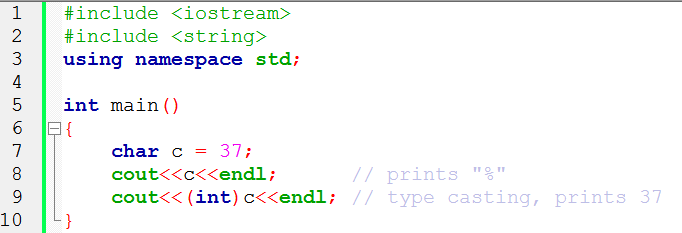 1 #include <iostream>
2 #include <string>
3 using namespace std;
4
5 int main()
6 {
7 char c = 37;
8 cout<<c<<endl; // prints "%"
9 cout<<(int)c<<endl; // type casting, prints 37
10 }